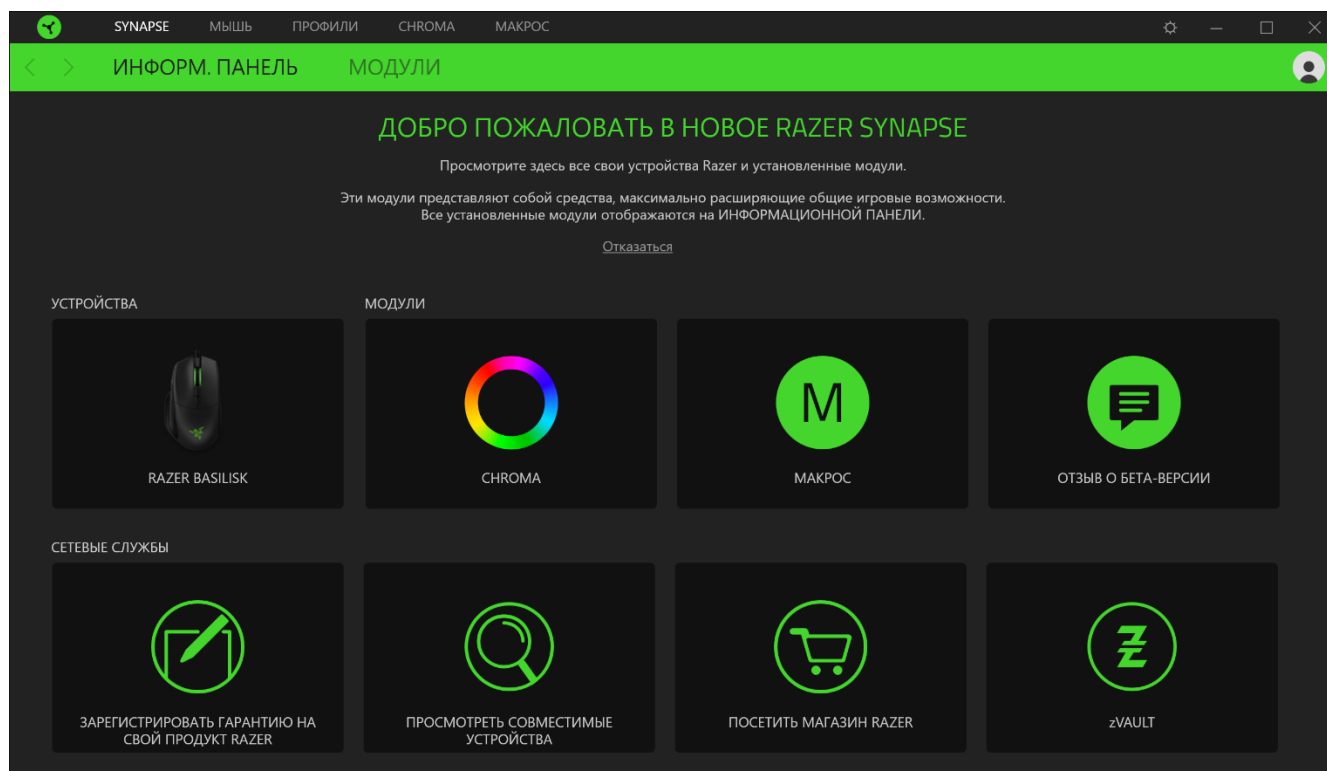 SYNAPSE МЫШЬ ПРОФИЛИ CHROMA МАКРОС
ИНФОРМ. ПАНЕЛЬ МОДУЛИ
ДОБРО ПОЖАЛОВАТЬ В НОВОЕ RAZER SYNAPSE
Просмотрите здесь все свои устройства Razer и установленные модули.
Эти модули представляют собой средства, максимально расширяющие общие игровые возможности.
Все установленные модули отображаются на ИНФОРМАЦИОННОЙ ПАНЕЛИ.
Отказаться
УСТРОЙСТВА МОДУЛИ
M
RAZER BASILISK CHROMA МАКРОС ОТЗЫВ О БЕТА-ВЕРСИИ
СЕТЕВЫЕ СЛУЖБЫ
ЗАРЕГИСТРИРОВАТЬ ГАРАНТИЮ НА
СВОЙ ПРОДУКТ RAZER
ПРОСМОТРЕТЬ СОВМЕСТИМЫЕ
УСТРОЙСТВА
ПОСЕТИТЬ МАГАЗИН RAZER
zVAULT